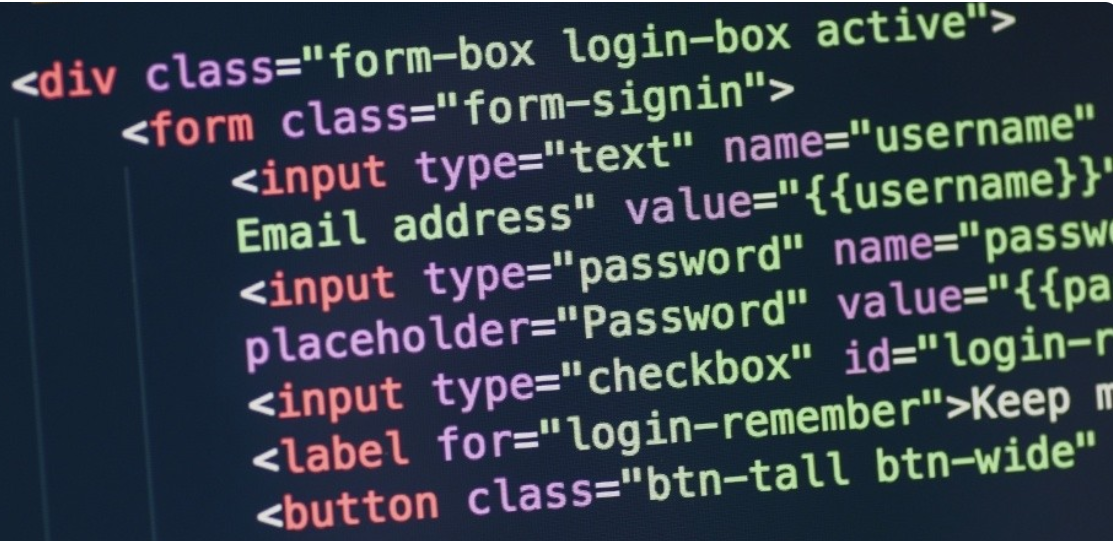 <div class="form-box login-box active">
<form class="form-signin">
<input type="text" name="username"
Email address" value="{{username}}"
<input type="password" name="passw
placeholder="Password" value="{{pa
<input type="checkbox" id="login-r
<label for="login-remember">Keep m
<button class="btn-tall btn-wide"